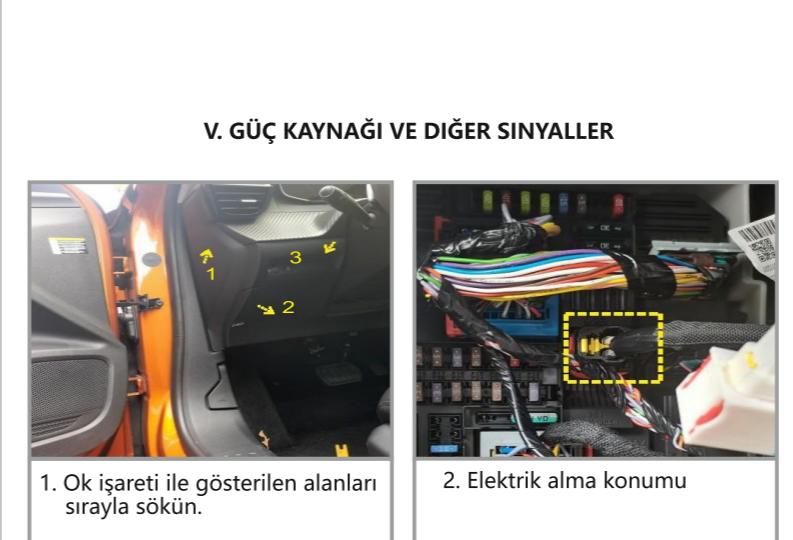 V. GÜÇ KAYNAĞI VE DIĞER SINYALLER
1
2
3
1. Ok işareti ile gösterilen alanları
sırayla sökün.
2. Elektrik alma konumu